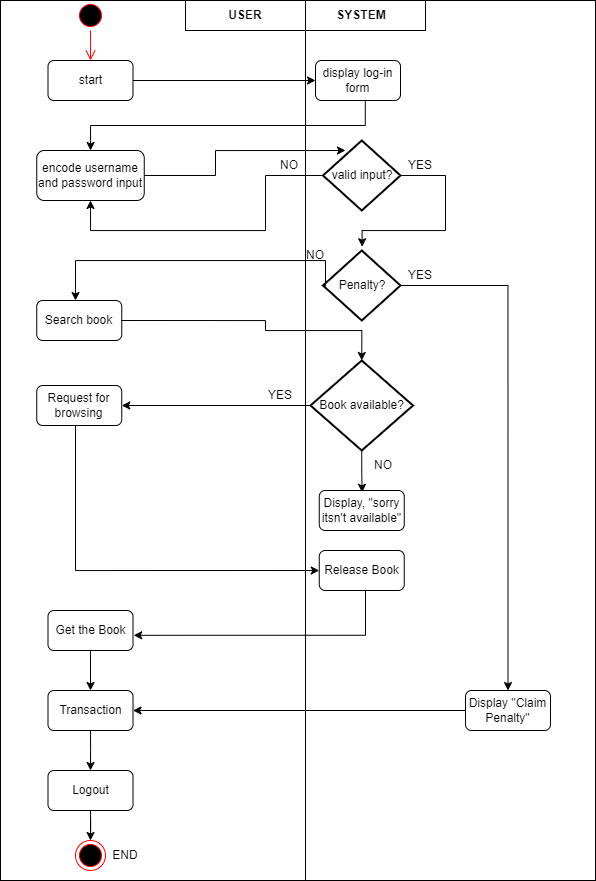 USER
SYSTEM
start
display log-in
form
encode username
and password input
NO
valid input?
YES
NO
Penalty?
YES
Search book
Request for
browsing
YES
Book available?
NO
Display, "sorry
itsn't available"
Release Book
Get the Book
Transaction
Display "Claim
Penalty"
Logout
END